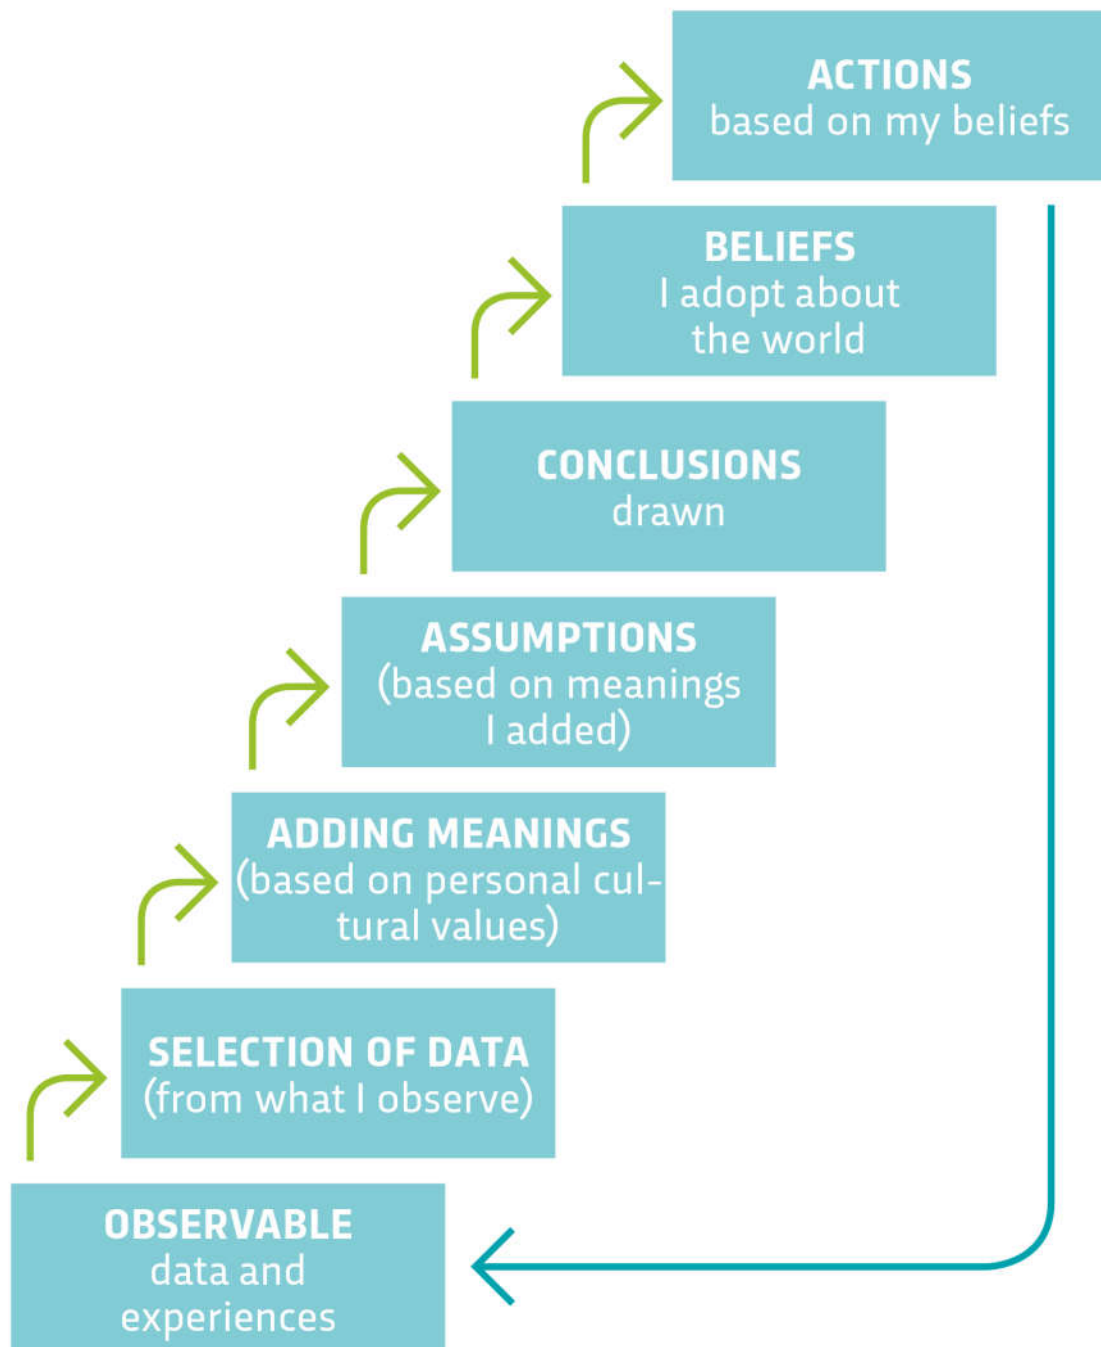 ACTIONS
based on my beliefs
BELIEFS
I adopt about
the world
CONCLUSIONS
drawn
ASSUMPTIONS
(based on meanings
I added)
ADDING MEANINGS
(based on personal cul-
tural values)
SELECTION OF DATA
(from what I observe)
OBSERVABLE
data and
experiences